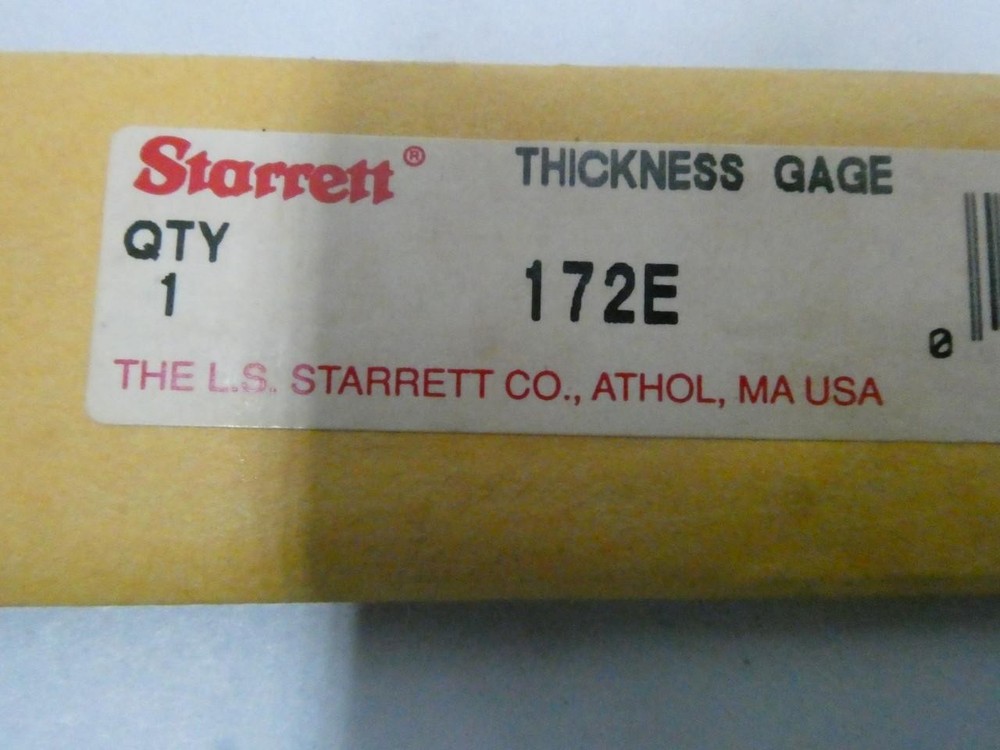 Starrett® THICKNESS GAGE
QTY
1 172E
0
THE L.S. STARRETT CO., ATHOL, MA USA